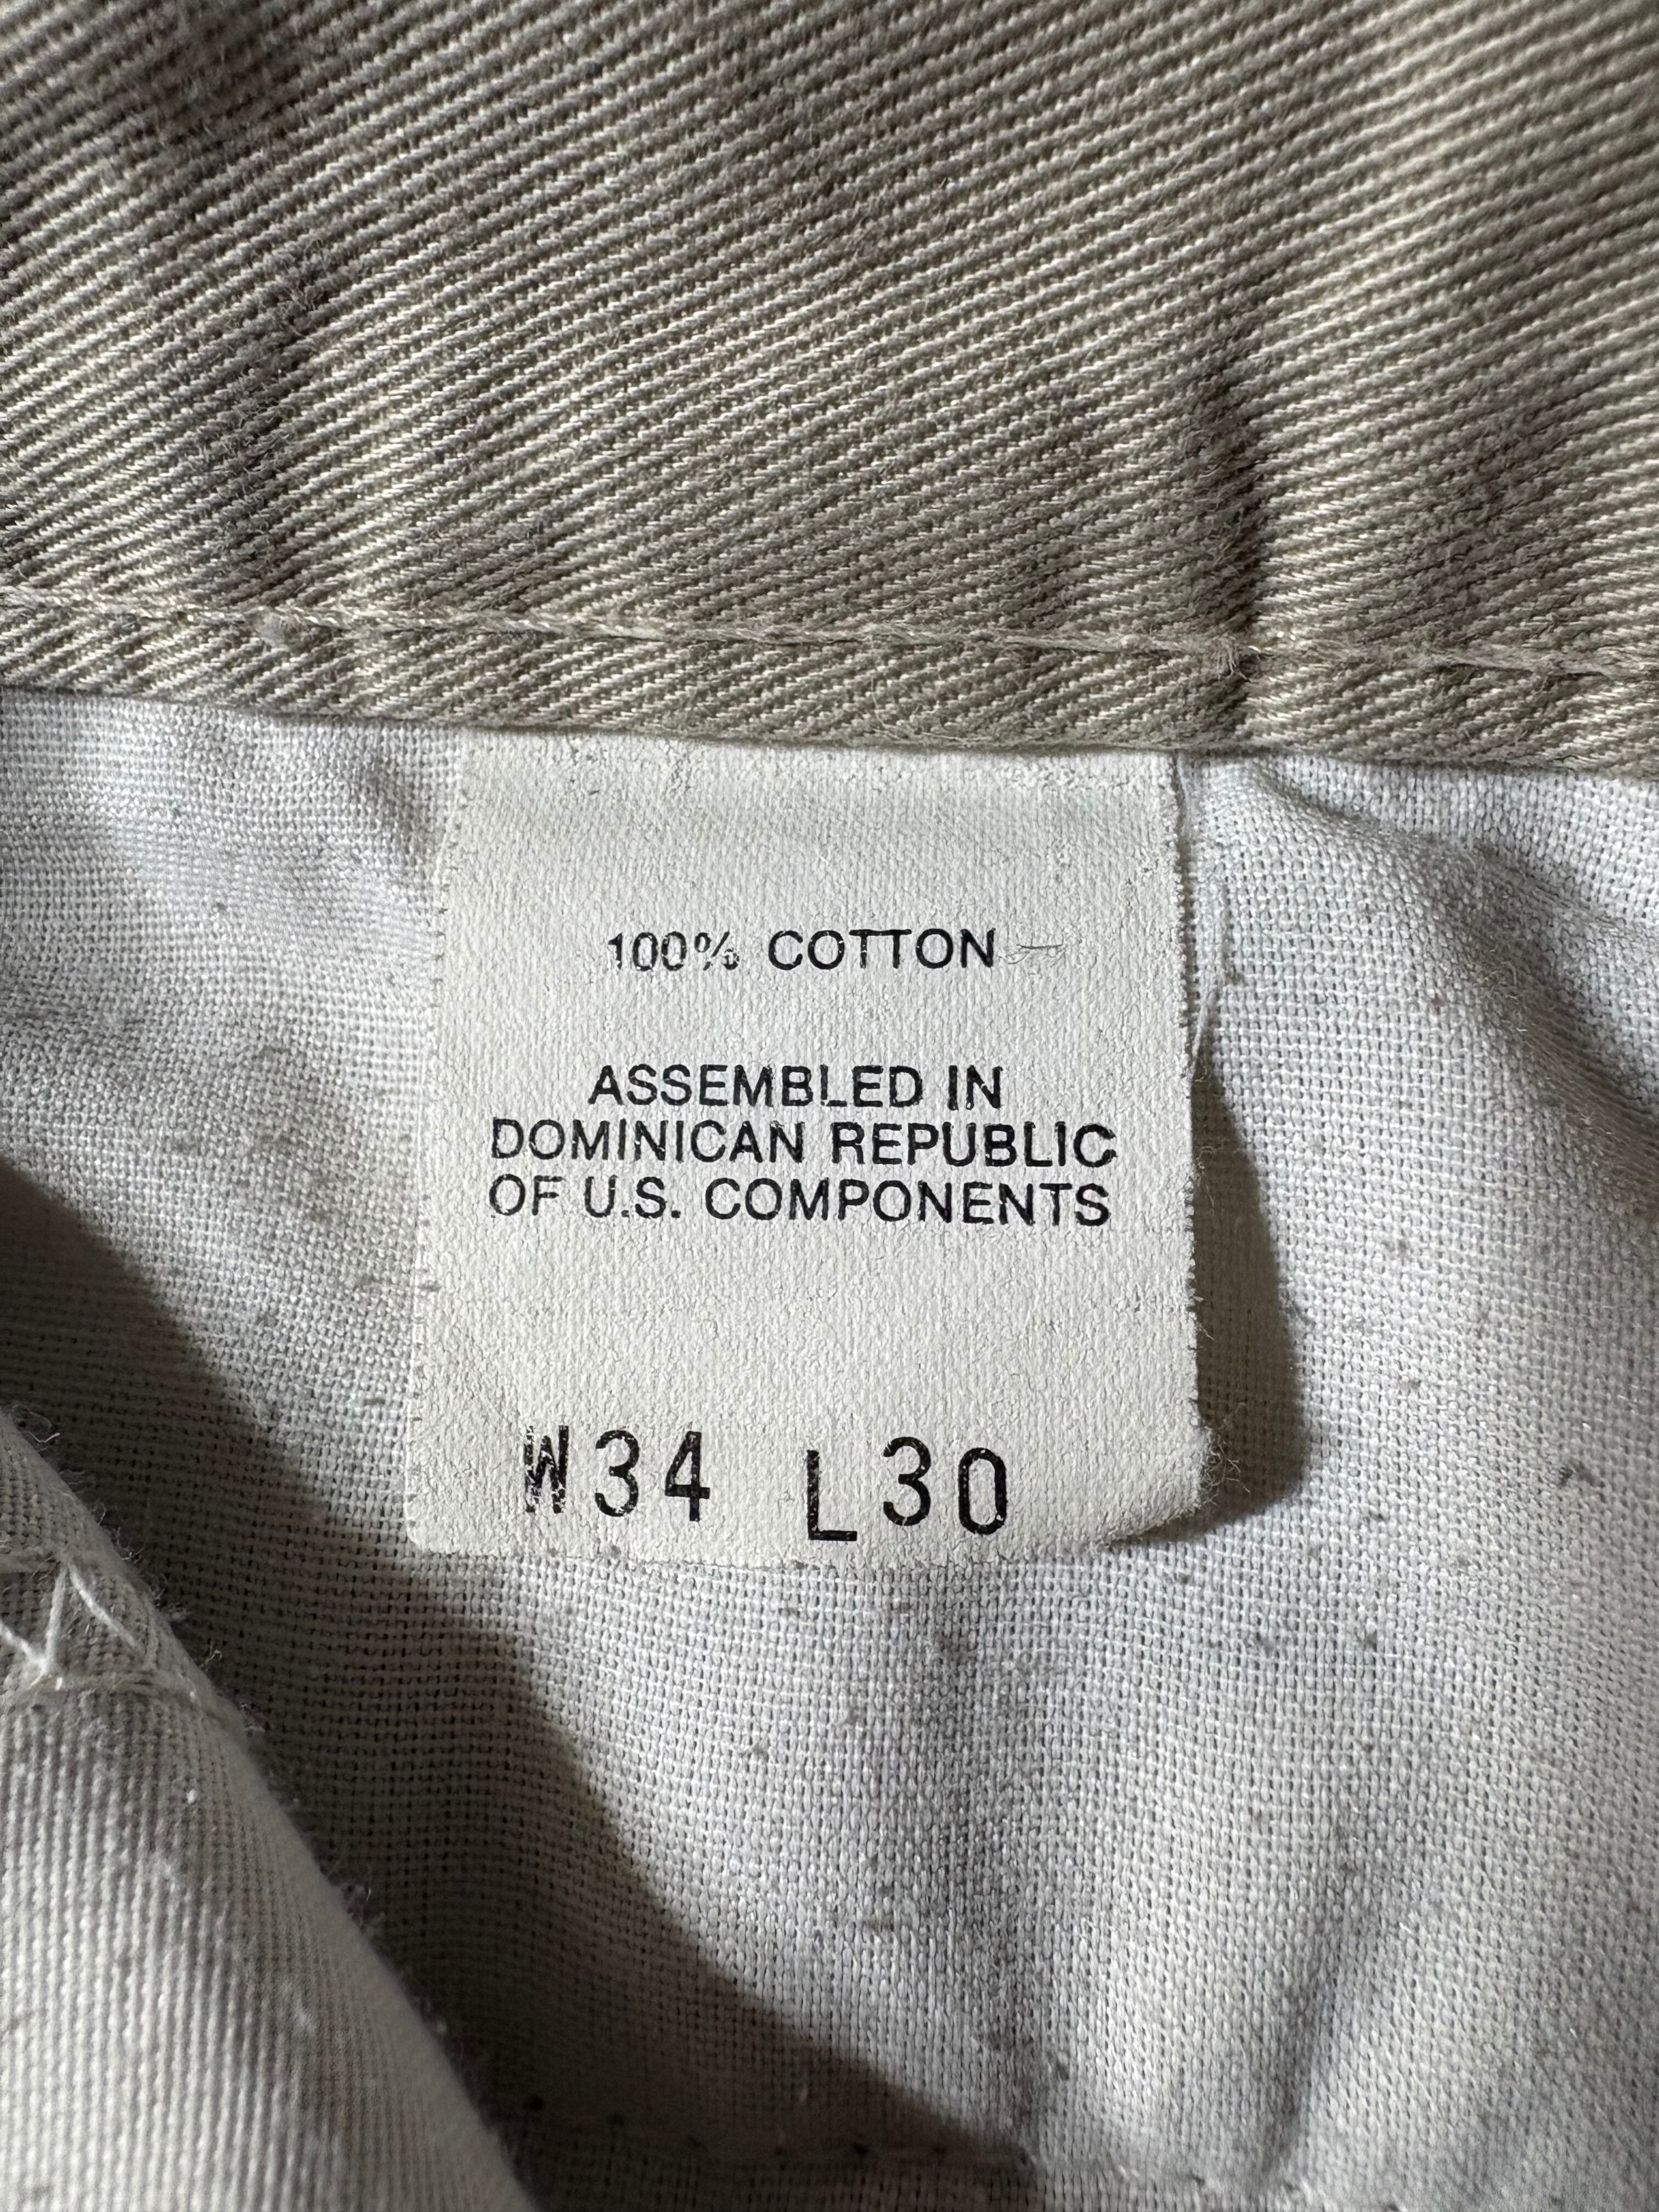 100% COTTON
ASSEMBLED IN
DOMINICAN REPUBLIC
OF U.S. COMPONENTS
W34 L30